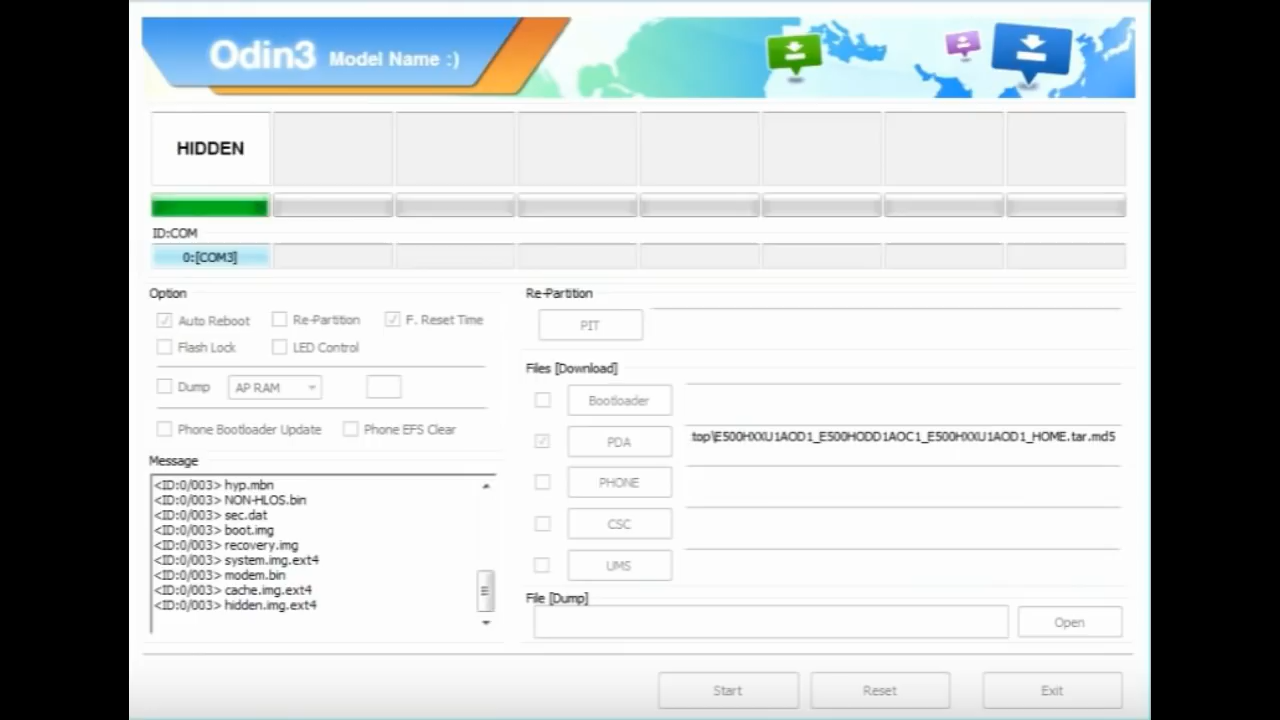 Odin3 Model Name :)
HIDDEN
ID:COM
0:[COM3]
Option
Auto Reboot Re-Partition F. Reset Time
Flash Lock LED Control
Dump AP RAM
Phone Bootloader Update Phone EFS Clear
Message
<ID:0/003> hyp.mbn
<ID:0/003> NON-HLOS.bin
<ID:0/003> sec.dat
<ID:0/003> boot.img
<ID:0/003> recovery.img
<ID:0/003> system.img.ext4
<ID:0/003> modem.bin
<ID:0/003> cache.img.ext4
<ID:0/003> hidden.img.ext4
Re-Partition
PIT
Files [Download]
Bootloader
PDA top\E500HXXU1AOD1_E500HODD1AOC1_E500HXXU1AOD1_HOME.tar.md5
PHONE
CSC
UMS
File [Dump]
Open
Start Reset Exit